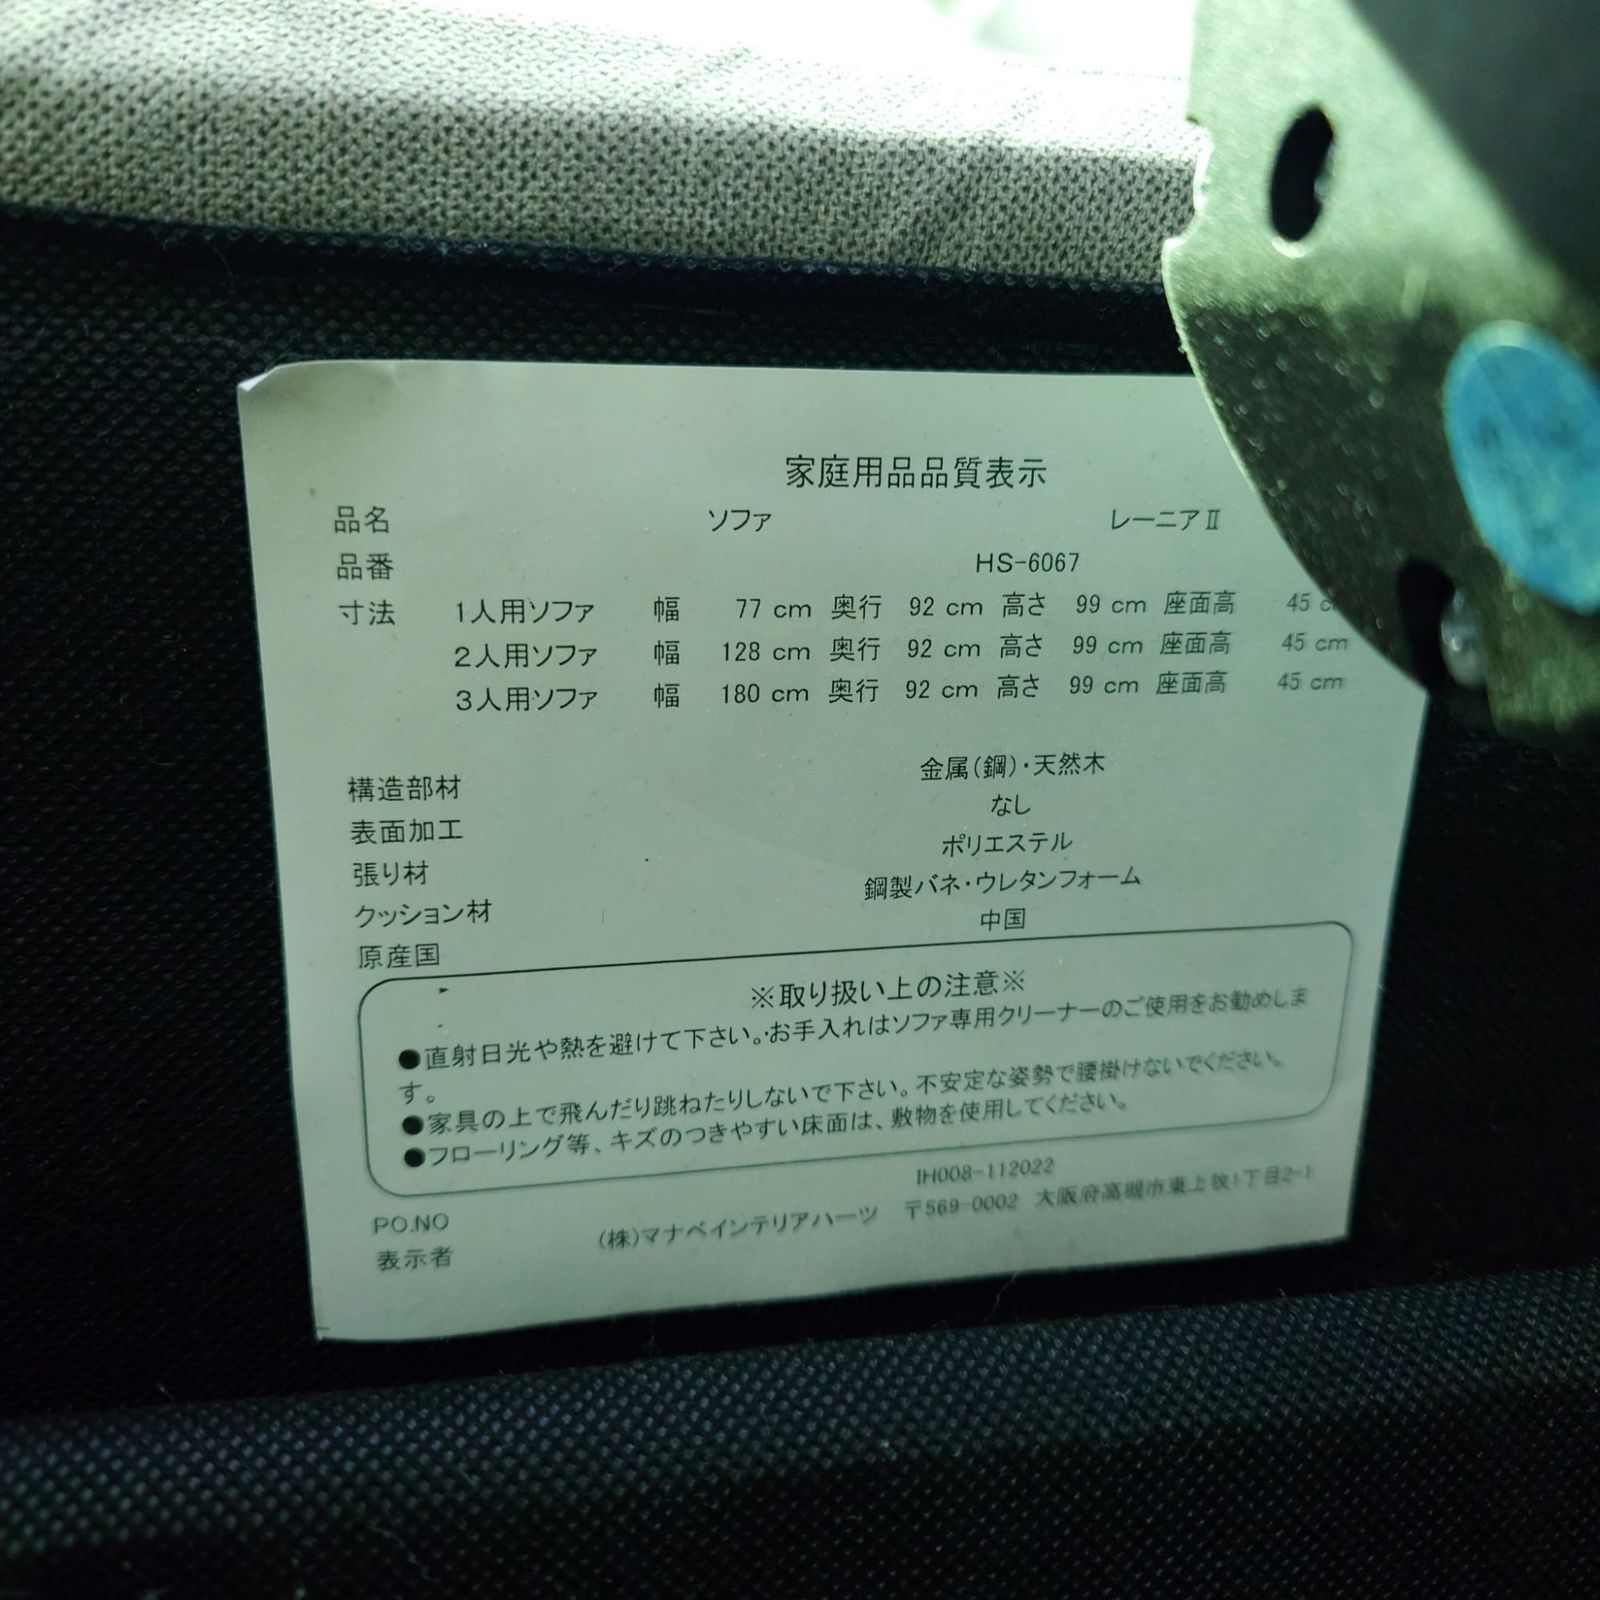 家庭用品品質表示
品名 ソファ レーニアⅡ
品番 HS-6067
寸法 1人用ソファ 幅 77 cm 奥行 92 cm 高さ 99 cm 座面高 45 cm
2人用ソファ 幅 128 cm 奥行 92 cm 高さ 99 cm 座面高 45 cm
3人用ソファ 幅 180 cm 奥行 92 cm 高さ 99 cm 座面高 45 cm
構造部材 金属(鋼)・天然木
表面加工 なし
張り材 ポリエステル
クッション材 鋼製バネ・ウレタンフォーム
原産国 中国
※取り扱い上の注意※
●直射日光や熱を避けて下さい。・お手入れはソファ専用クリーナーのご使用をお勧めしま
す。
●家具の上で飛んだり跳ねたりしないで下さい。不安定な姿勢で腰掛けないでください。
●フローリング等、キズのつきやすい床面は、敷物を使用してください。
PO.NO IH008-112022
表示者 (株)マナベインテリアハーツ 〒569-0002 大阪府高槻市東上牧1丁目2-1